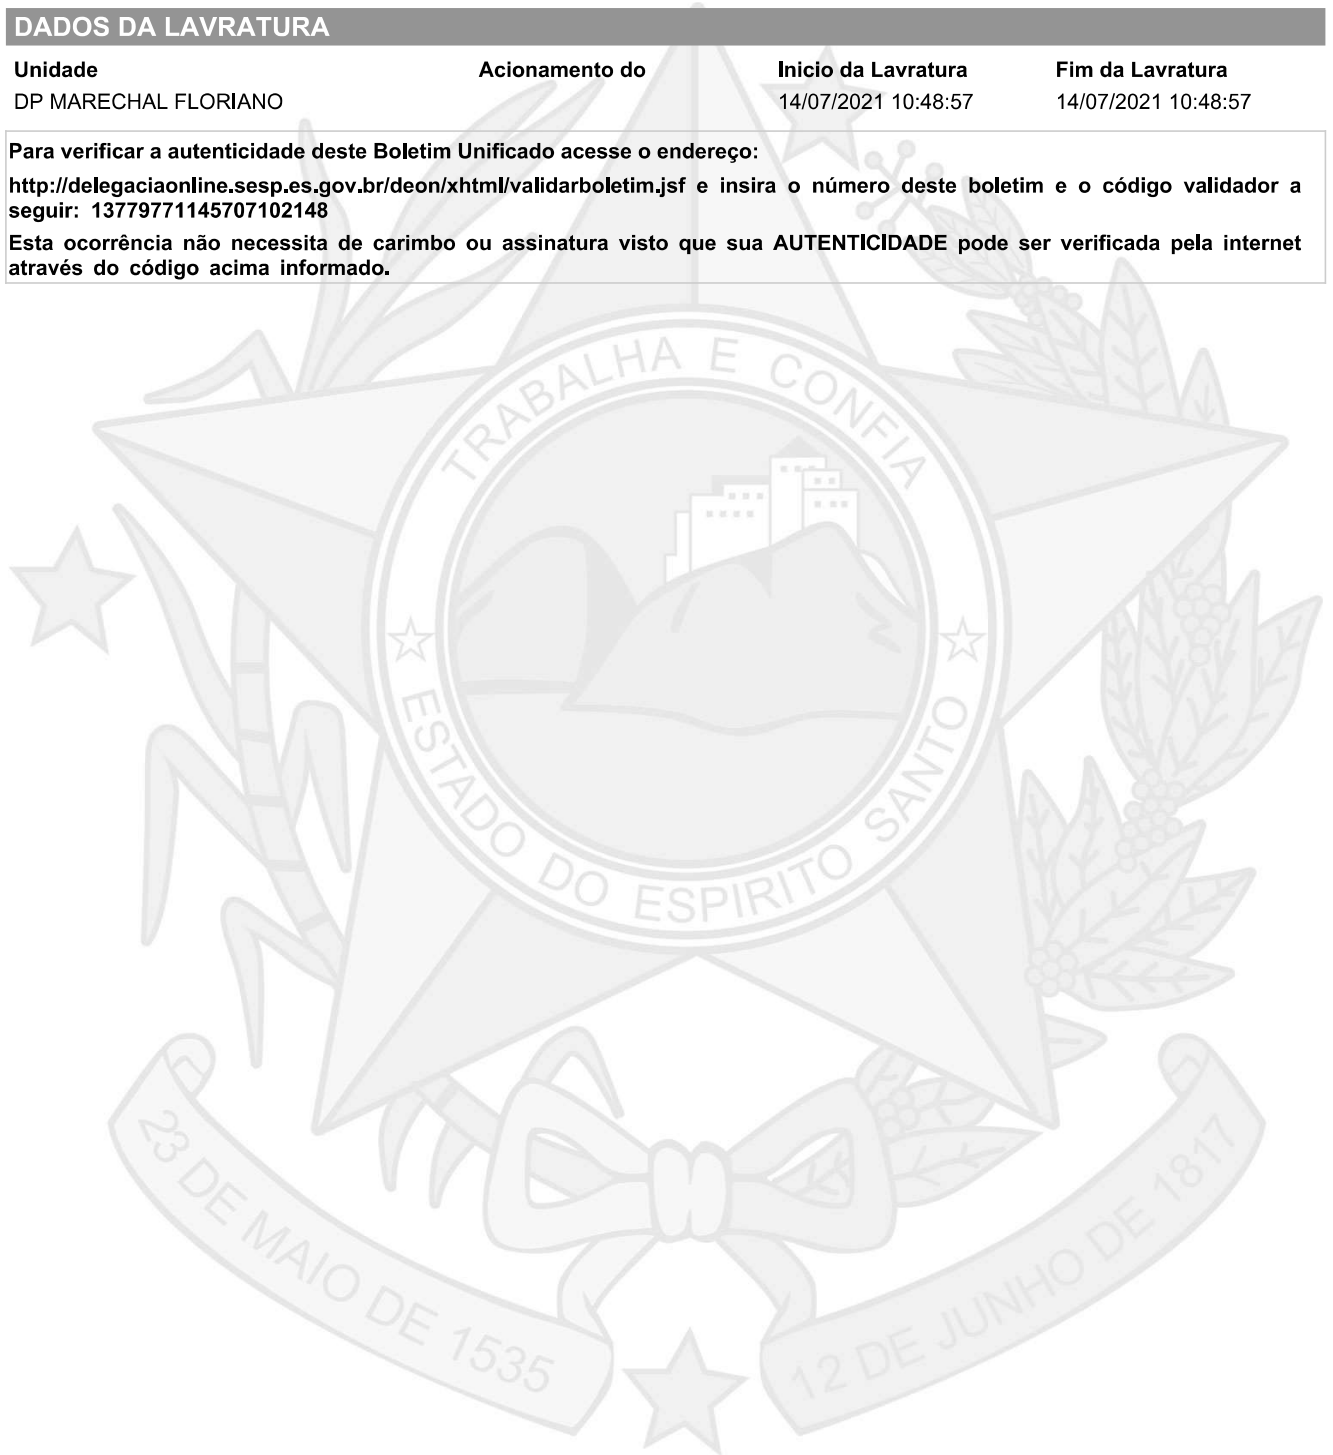 DADOS DA LAVRATURA
Unidade Acionamento do Inicio da Lavratura Fim da Lavratura
DP MARECHAL FLORIANO 14/07/2021 10:48:57 14/07/2021 10:48:57
Para verificar a autenticidade deste Boletim Unificado acesse o endereço:
http://delegaciaonline.sesp.es.gov.br/deon/xhtml/validarboletim.jsf e insira o número deste boletim e o código validador a
seguir: 13779771145707102148
Esta ocorrência não necessita de carimbo ou assinatura visto que sua AUTENTICIDADE pode ser verificada pela internet
através do código acima informado.
TRABALHA E CONFIA
ESTADO DO ESPIRITO SANTO
23 DE MAIO DE 1535
12 DE JUNHO DE 1817